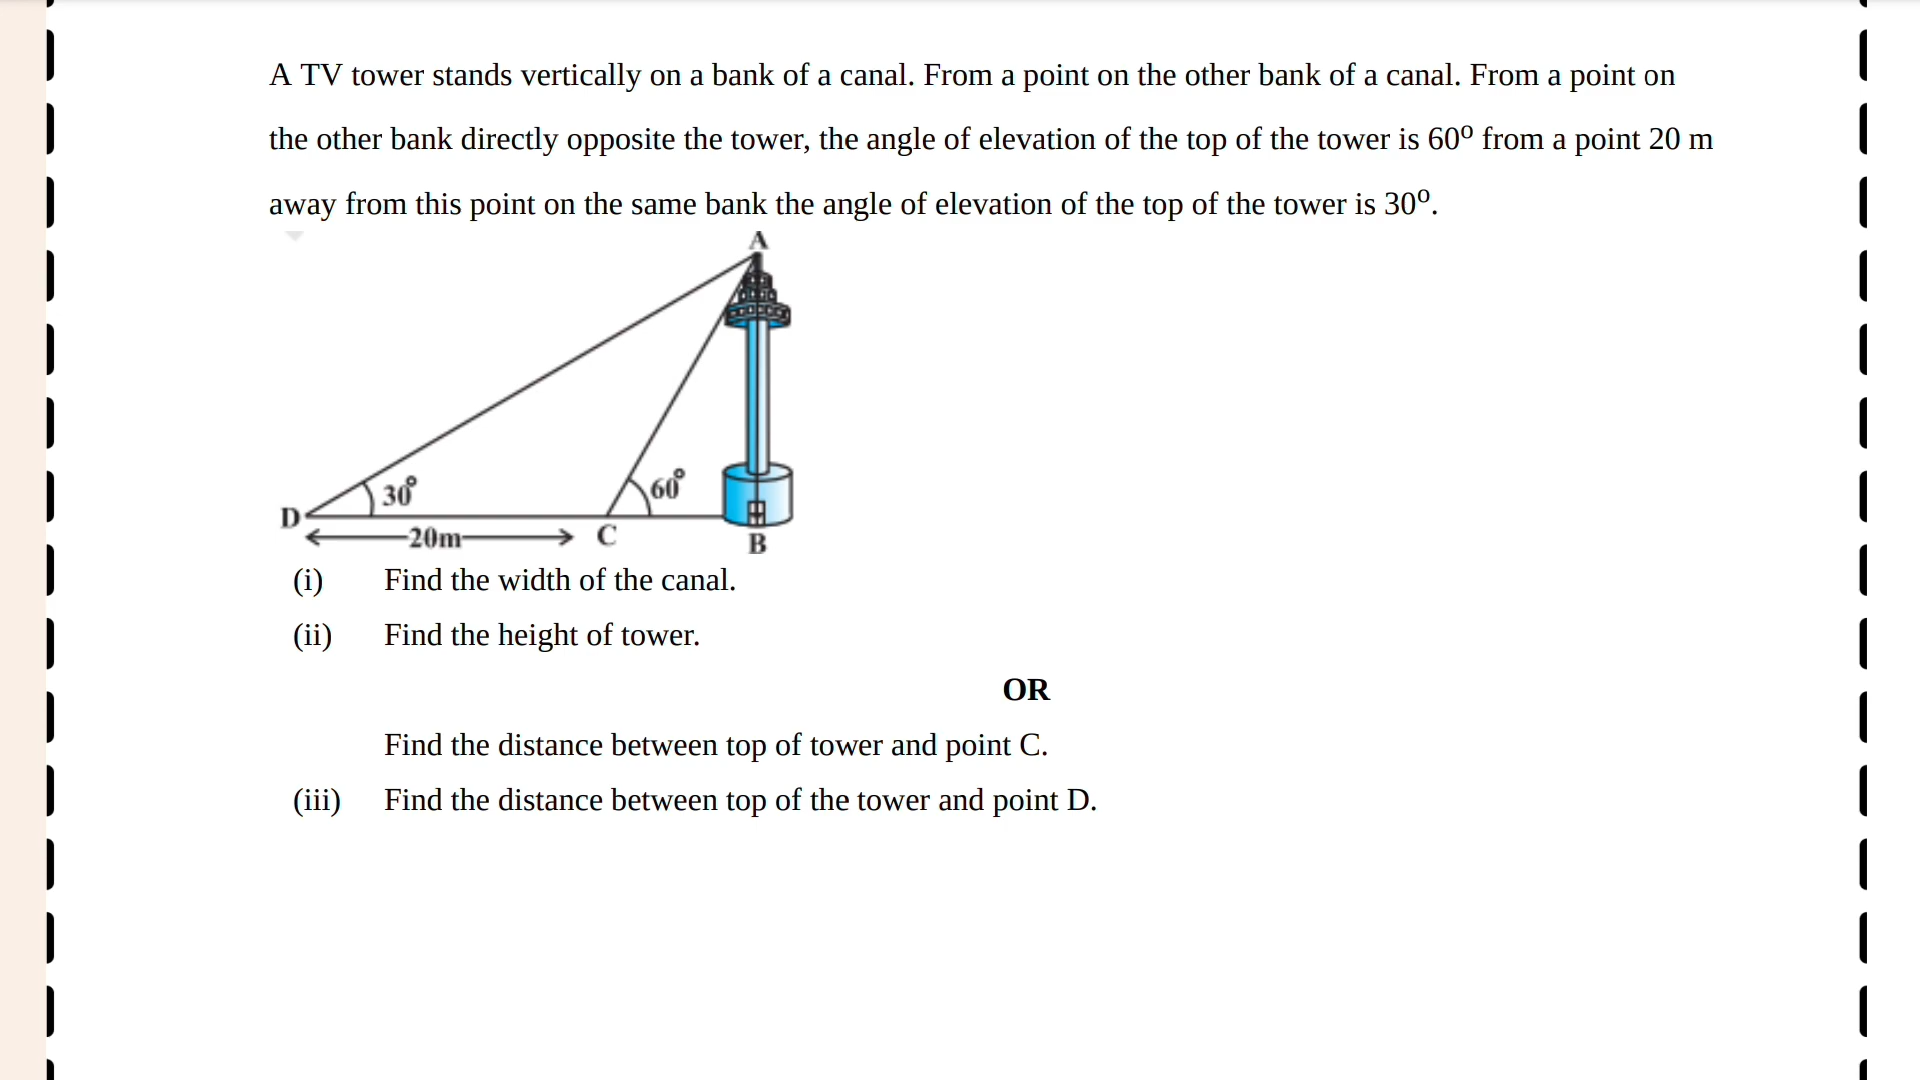 A TV tower stands vertically on a bank of a canal. From a point on the other bank of a canal. From a point on
the other bank directly opposite the tower, the angle of elevation of the top of the tower is 60⁰ from a point 20 m
away from this point on the same bank the angle of elevation of the top of the tower is 30⁰.
A
30°
60°
D
20m
C
B
(i) Find the width of the canal.
(ii) Find the height of tower.
OR
Find the distance between top of tower and point C.
(iii) Find the distance between top of the tower and point D.